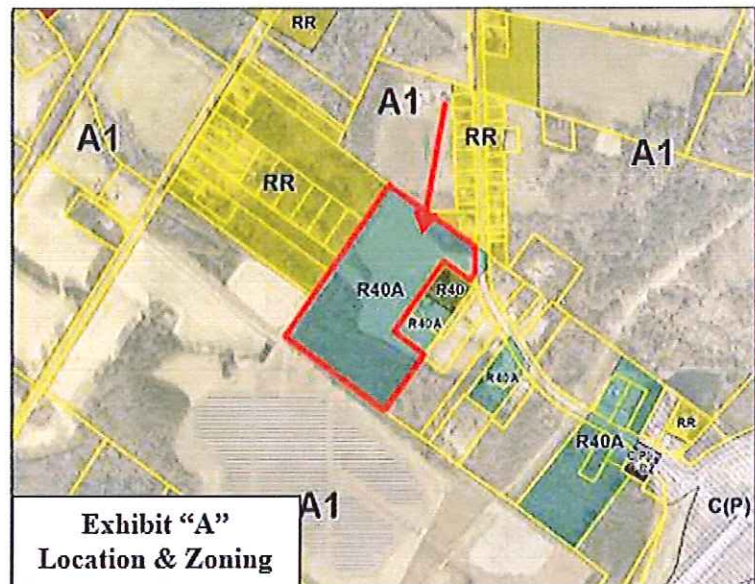 RR
A1
A1
RR
A1
RR
R40A
R40
R40A
R40A
R40A
RR
C(P)
A1
Exhibit “A”
Location & Zoning